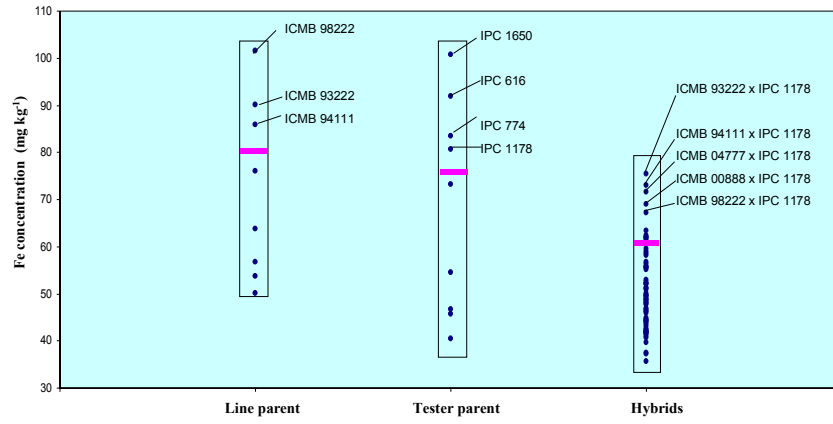 Fe concentration (mg kg-1)
110
100
90
80
70
60
50
40
30
ICMB 98222
ICMB 93222
ICMB 94111
IPC 1650
IPC 616
IPC 774
IPC 1178
ICMB 93222 x IPC 1178
ICMB 94111 x IPC 1178
ICMB 04777 x IPC 1178
ICMB 00888 x IPC 1178
ICMB 98222 x IPC 1178
Line parent
Tester parent
Hybrids